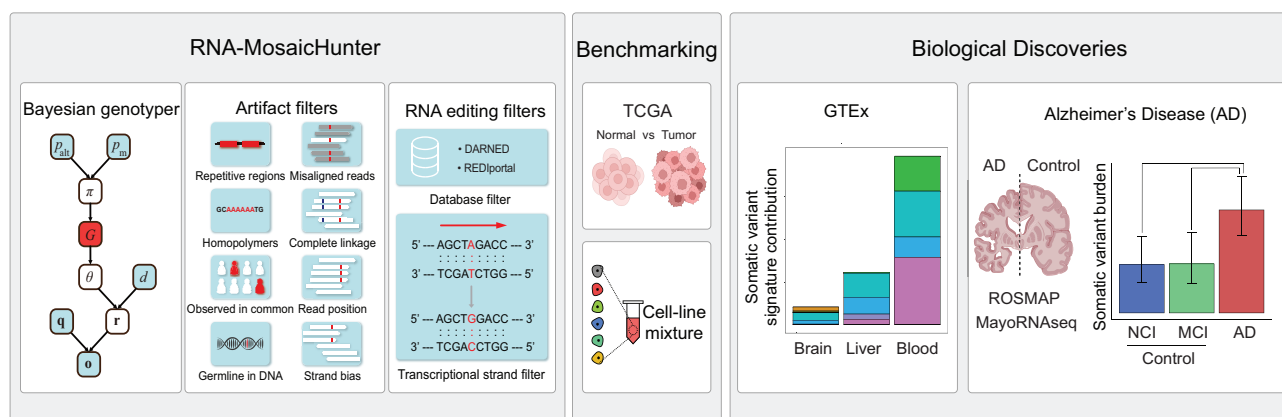 RNA-MosaicHunter
Bayesian genotyper
p_alt
p_m
π
G
θ
d
q
r
o
Artifact filters
Repetitive regions
Misaligned reads
GCAAAAAATG
Homopolymers
Complete linkage
Observed in common
Read position
Germline in DNA
Strand bias
RNA editing filters
• DARNED
• REDIportal
Database filter
5' --- AGCTAGACC --- 3'
3' --- TCGATCTGG --- 5'
5' --- AGCTGGACC --- 3'
3' --- TCGACCTGG --- 5'
Transcriptional strand filter
Benchmarking
TCGA
Normal vs Tumor
Cell-line
mixture
Biological Discoveries
GTEx
Somatic variant
signature contribution
Brain Liver Blood
Alzheimer's Disease (AD)
AD Control
ROSMAP
MayoRNAseq
Somatic variant burden
NCI MCI AD
Control